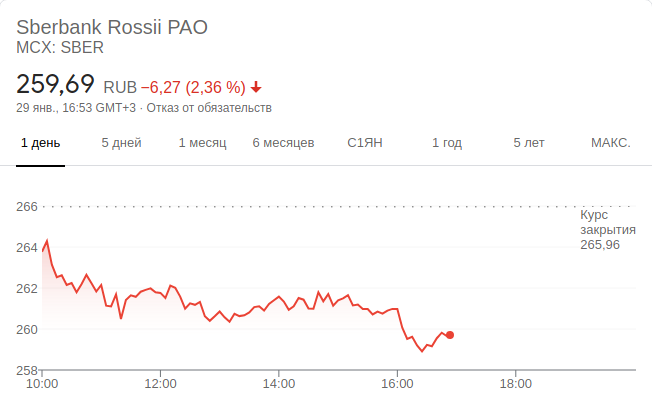 Sberbank Rossii PAO
MCX: SBER
259,69 RUB −6,27 (2,36 %)
29 янв., 16:53 GMT+3 · Отказ от обязательств
1 день 5 дней 1 месяц 6 месяцев С1ЯН 1 год 5 лет МАКС.
266
Курс
закрытия
265,96
264
262
260
258
10:00 12:00 14:00 16:00 18:00